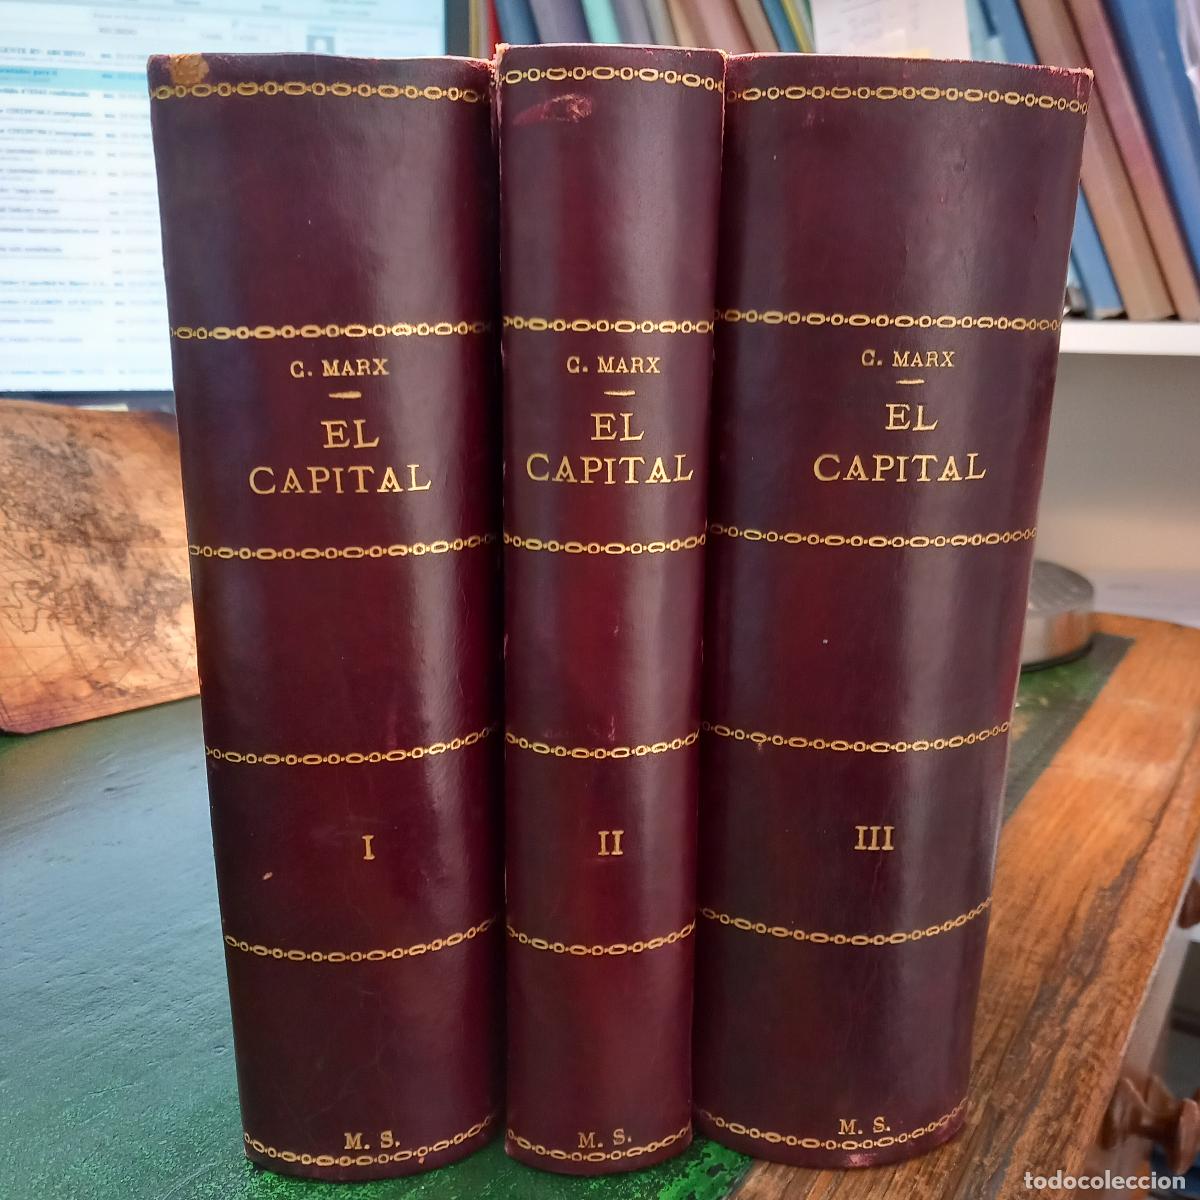 C. MARX
EL
CAPITAL
I
M. S.
C. MARX
EL
CAPITAL
II
M. S.
C. MARX
EL
CAPITAL
III
M. S.
todocoleccion